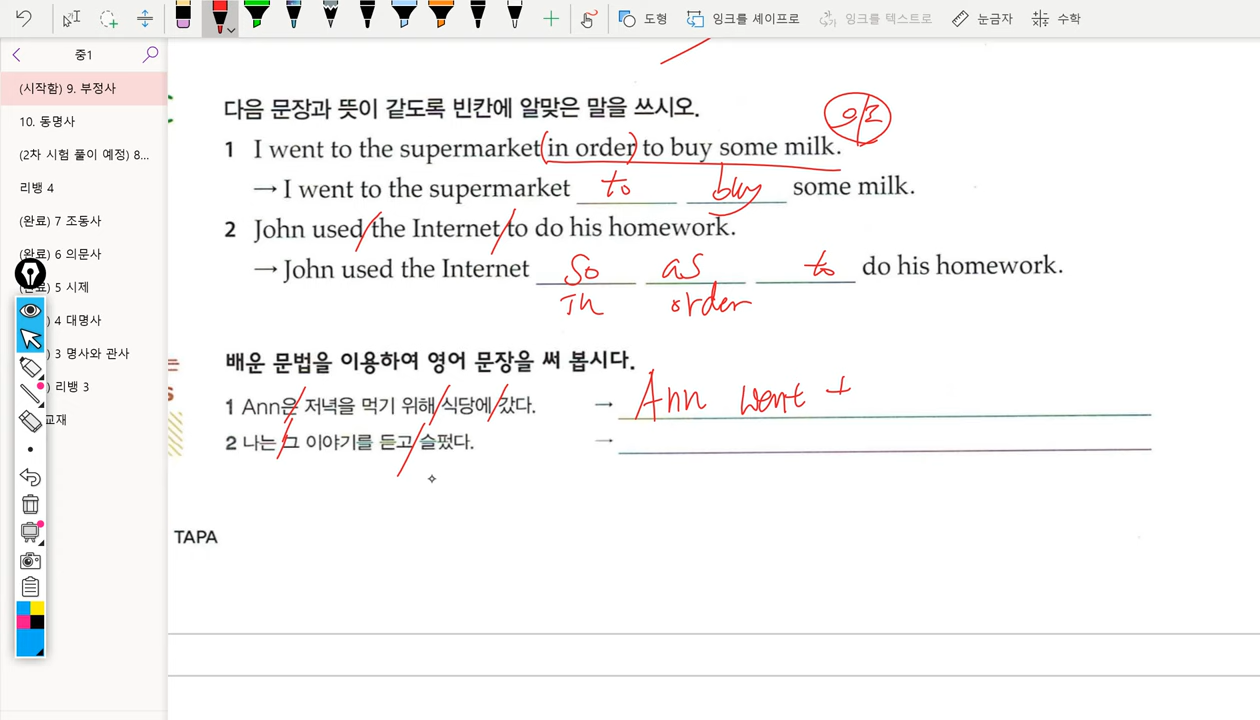 도형
잉크를 셰이프로
잉크를 텍스트로
눈금자
수학
중1
(시작함) 9. 부정사
10. 동명사
(2차 시험 풀이 예정) 8...
리뱅 4
(완료) 7 조동사
(완료) 6 의문사
5 시제
) 4 대명사
) 3 명사와 관사
) 리뱅 3
교재
다음 문장과 뜻이 같도록 빈칸에 알맞은 말을 쓰시오.
1 I went to the supermarket (in order) to buy some milk.
→ I went to the supermarket to buy some milk.
2 John used / the Internet / to do his homework.
→ John used the Internet so as to do his homework.
In order
배운 문법을 이용하여 영어 문장을 써 봅시다.
1 Ann은 / 저녁을 먹기 위해 / 식당에 / 갔다. → Ann went t
2 나는 / 그 이야기를 듣고 / 슬펐다. →
TAPA